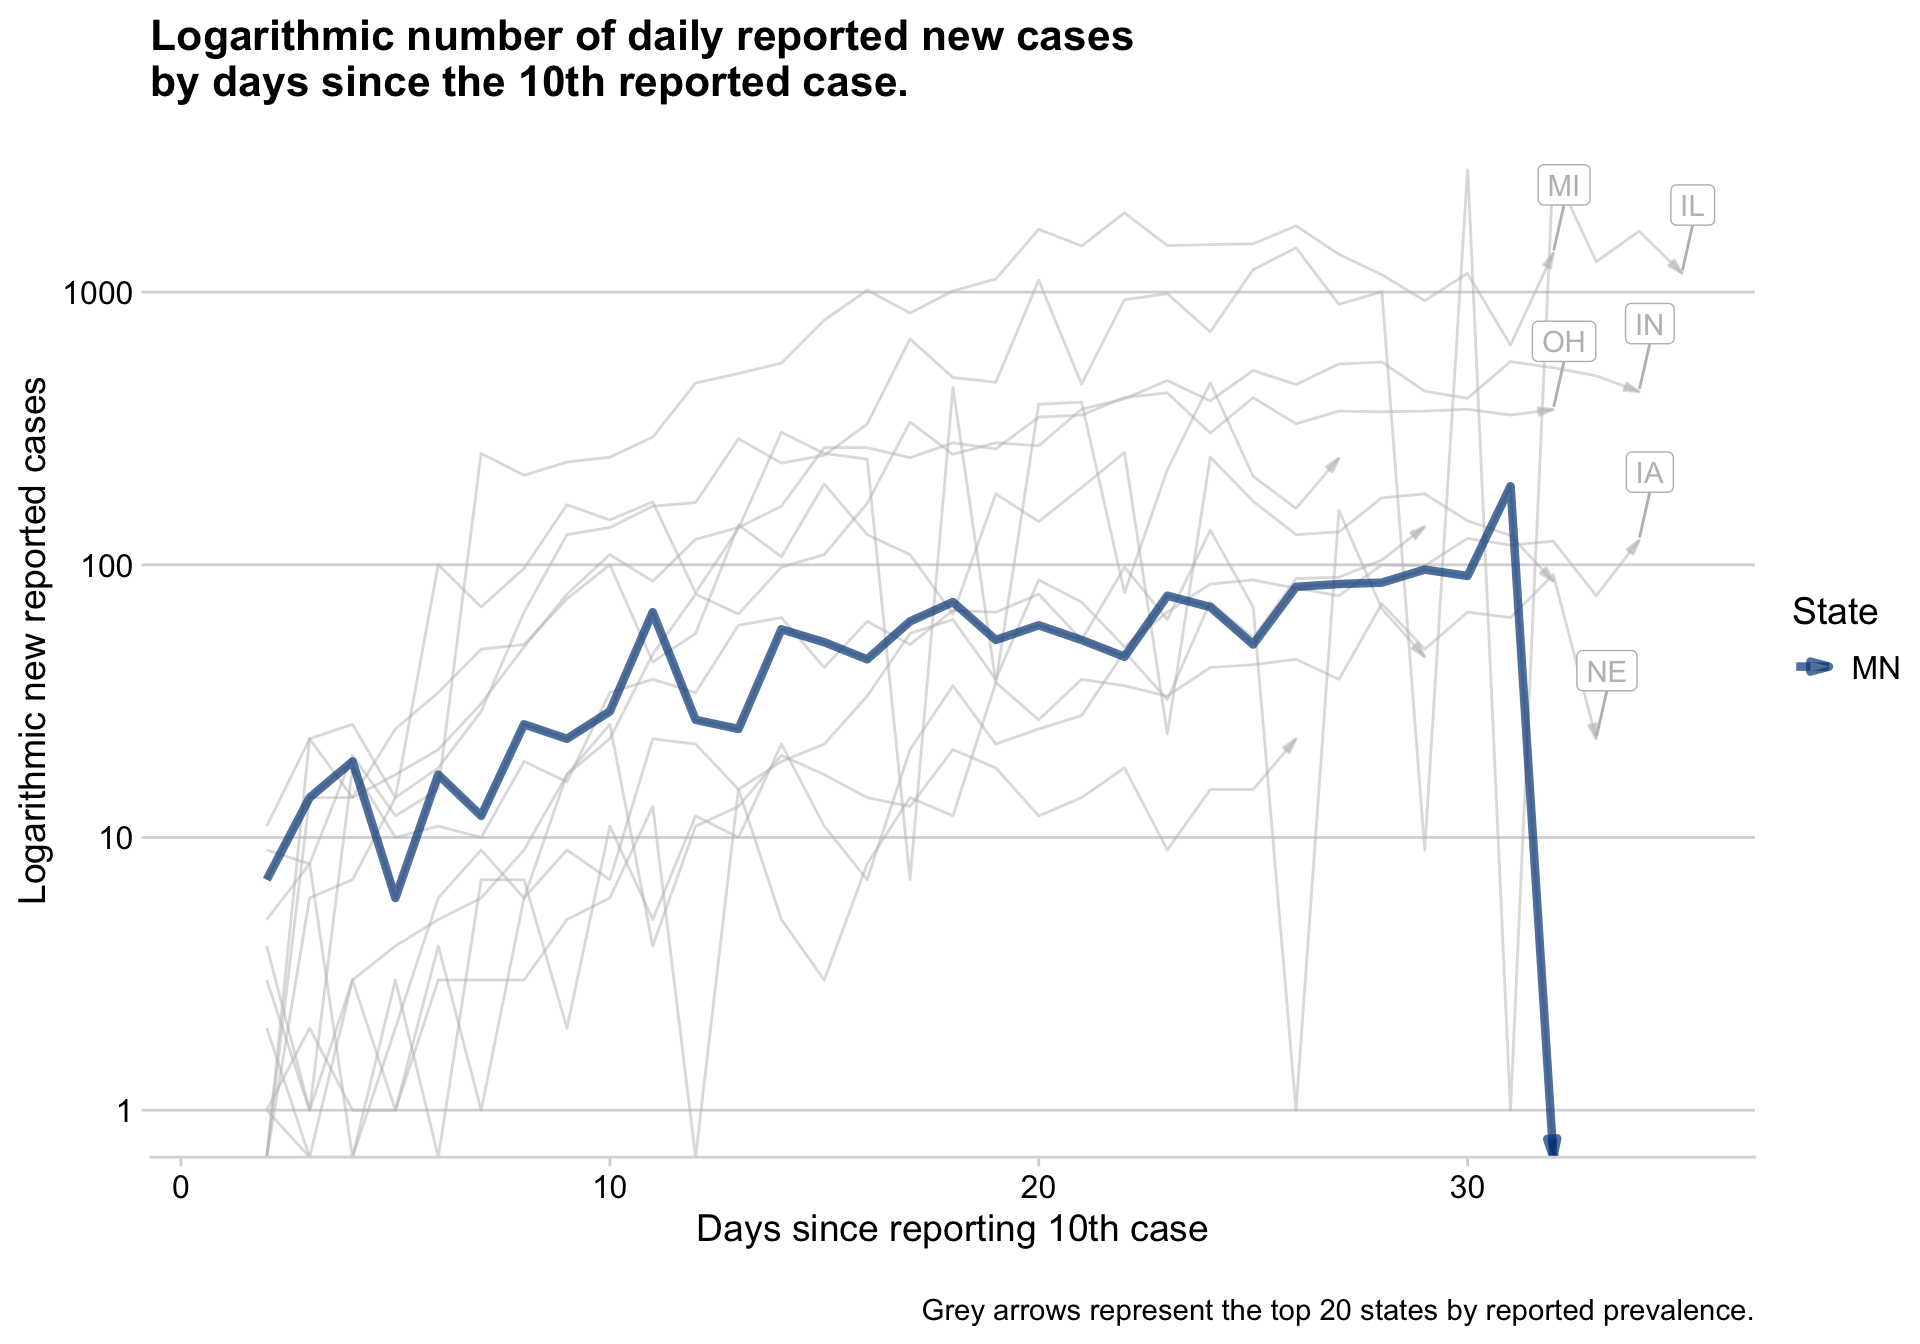 Logarithmic number of daily reported new cases
by days since the 10th reported case.
Logarithmic new reported cases
1000
100
10
1
MI
IL
IN
OH
IA
NE
State
MN
0
10
20
30
Days since reporting 10th case
Grey arrows represent the top 20 states by reported prevalence.